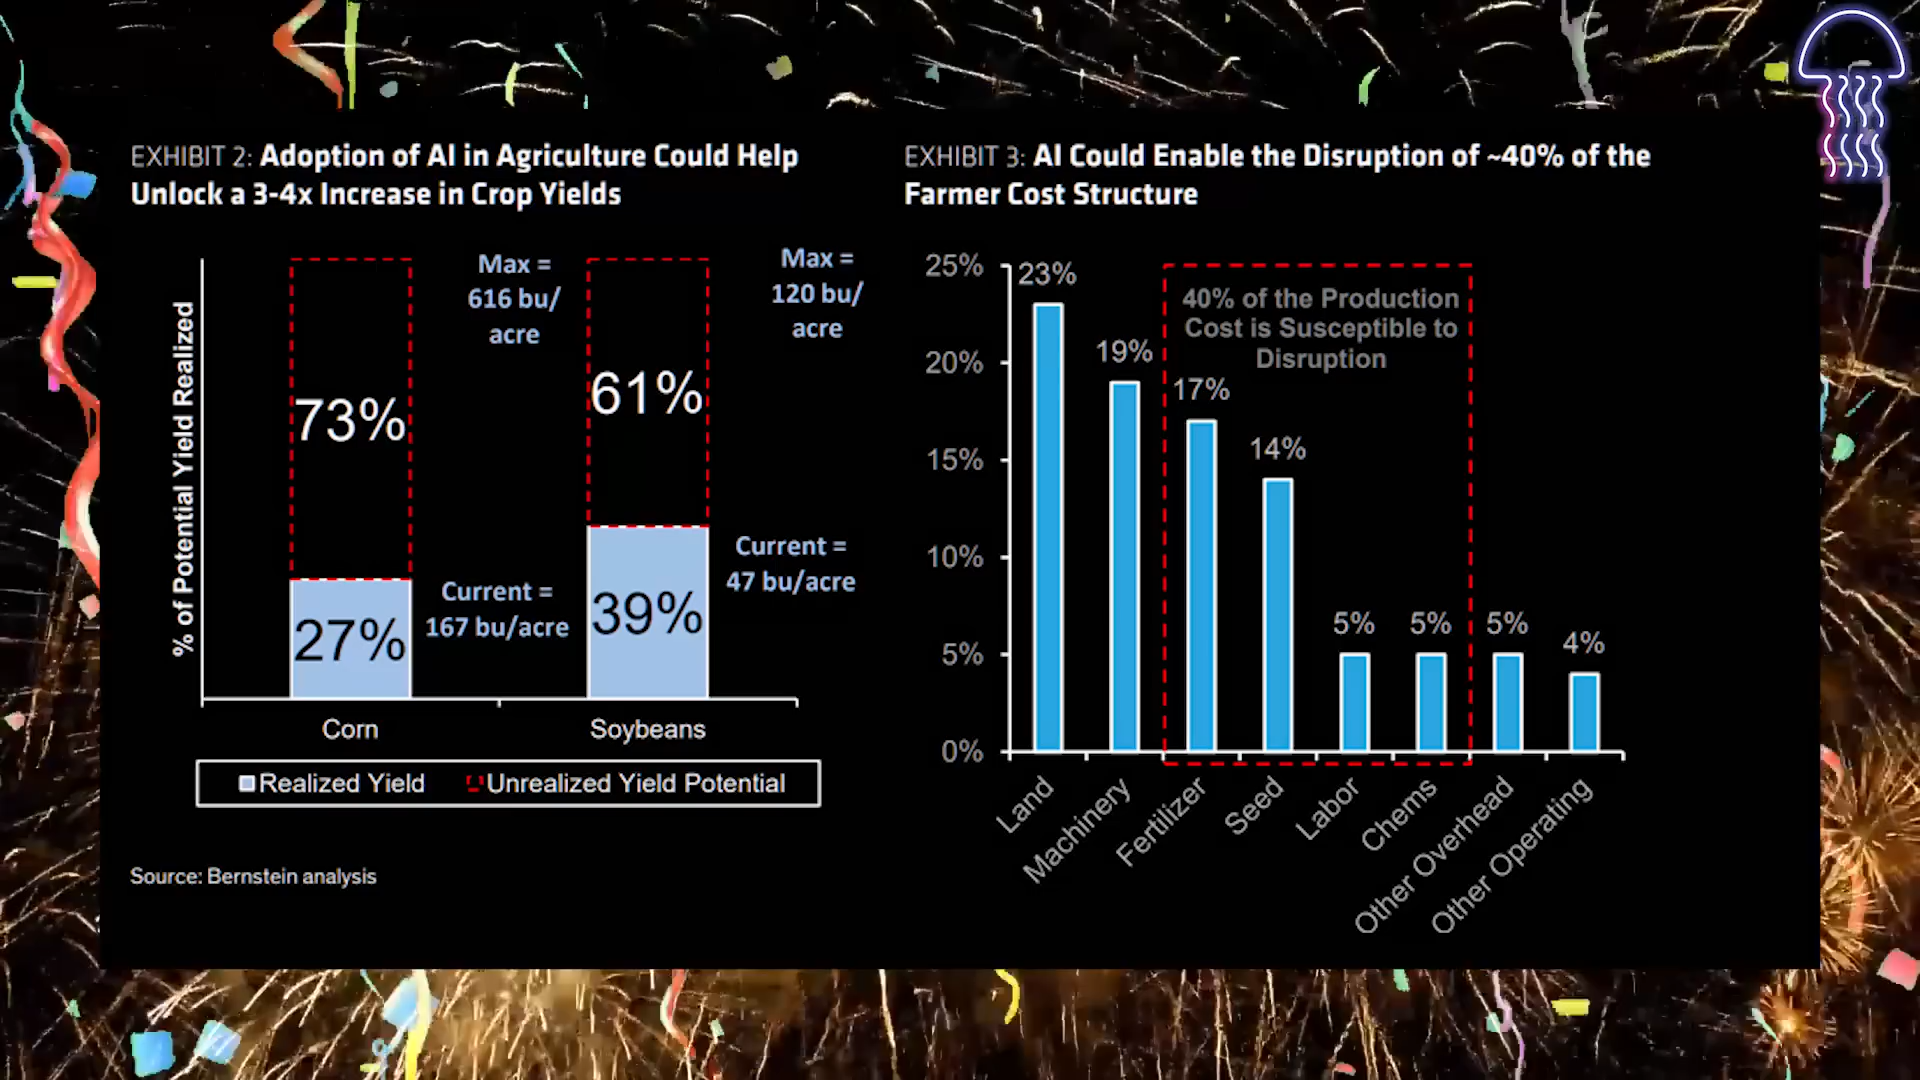 EXHIBIT 2: Adoption of AI in Agriculture Could Help
Unlock a 3-4x Increase in Crop Yields
% of Potential Yield Realized
73%
27%
Max =
616 bu/
acre
Current =
167 bu/acre
61%
39%
Max =
120 bu/
acre
Current =
47 bu/acre
Corn
Soybeans
Realized Yield
Unrealized Yield Potential
Source: Bernstein analysis
EXHIBIT 3: AI Could Enable the Disruption of ~40% of the
Farmer Cost Structure
25%
20%
15%
10%
5%
0%
40% of the Production
Cost is Susceptible to
Disruption
23%
19%
17%
14%
5%
5%
5%
4%
Land
Machinery
Fertilizer
Seed
Labor
Chems
Other Overhead
Other Operating